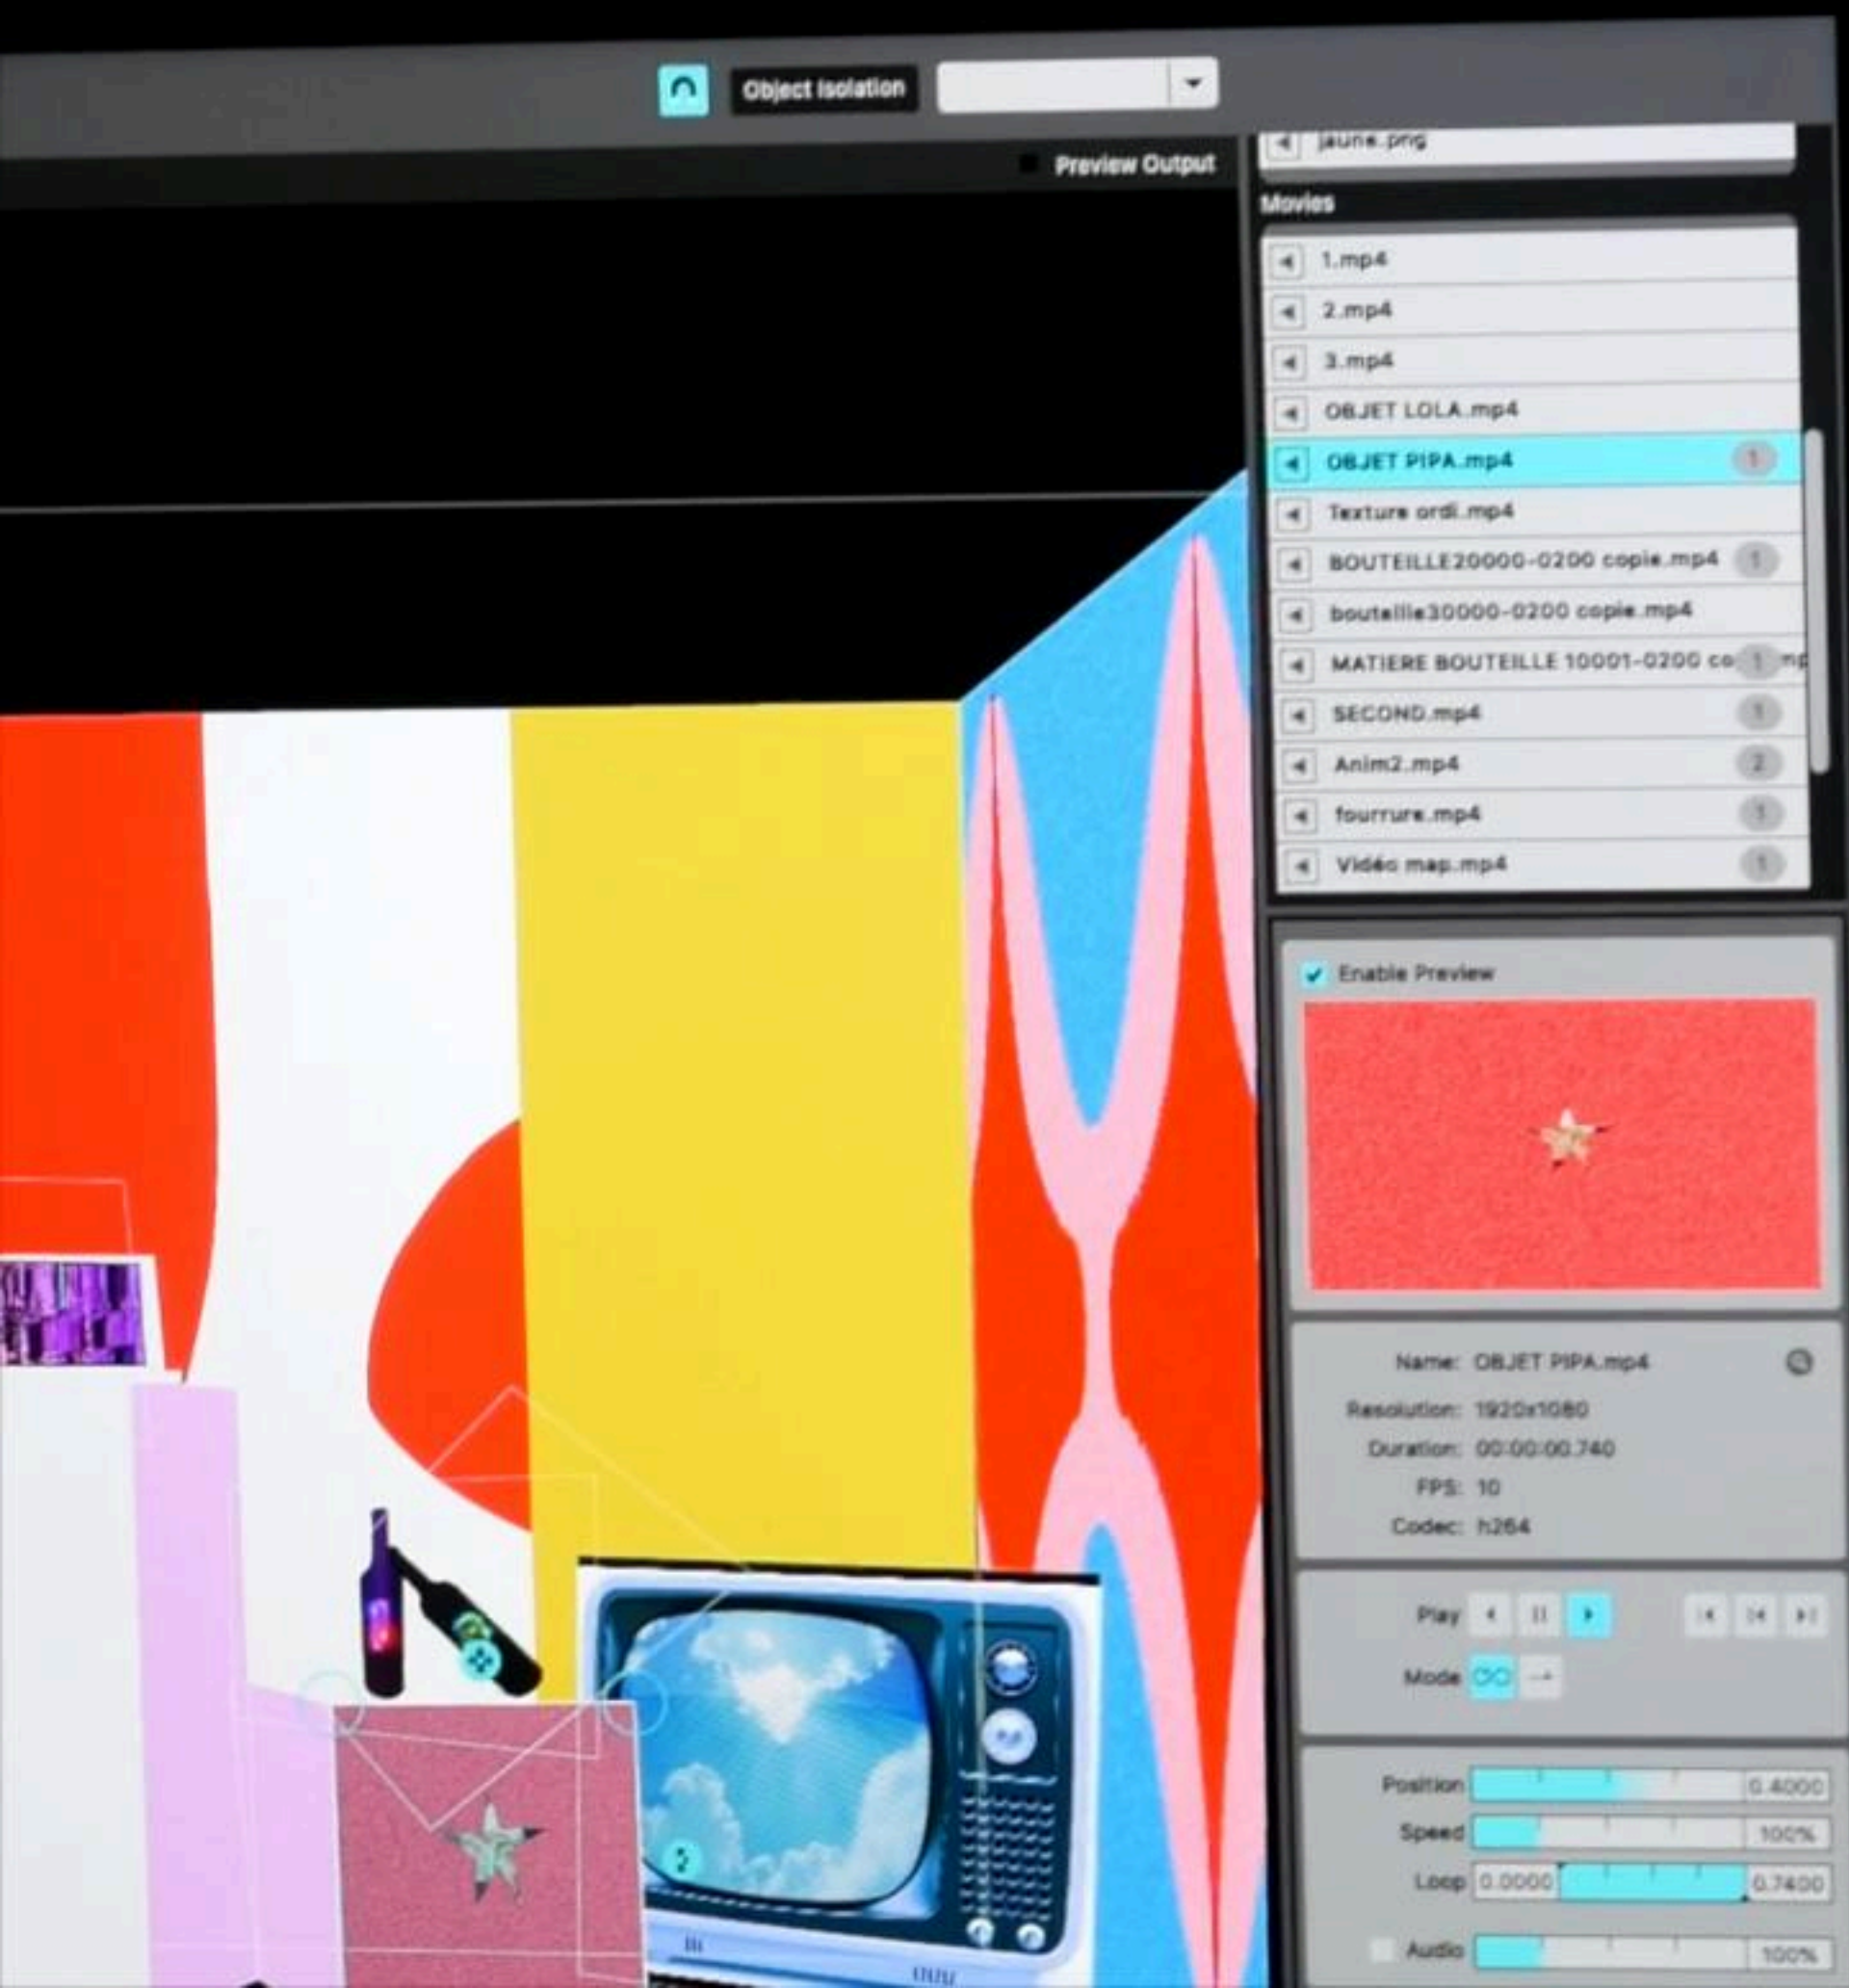 Object Isolation
Preview Output
jaune.png
Movies
1.mp4
2.mp4
3.mp4
OBJET LOLA.mp4
OBJET PIPA.mp4 1
Texture ordi.mp4
BOUTEILLE20000-0200 copie.mp4 1
bouteille30000-0200 copie.mp4
MATIERE BOUTEILLE 10001-0200 co 1 mp
SECOND.mp4 1
Anim2.mp4 2
fourrure.mp4 1
Vidéo map.mp4 1
Enable Preview
Name: OBJET PIPA.mp4
Resolution: 1920x1080
Duration: 00:00:00.740
FPS: 10
Codec: h264
Play
Mode
Position 0.4000
Speed 100%
Loop 0.0000 0.7400
Audio 100%